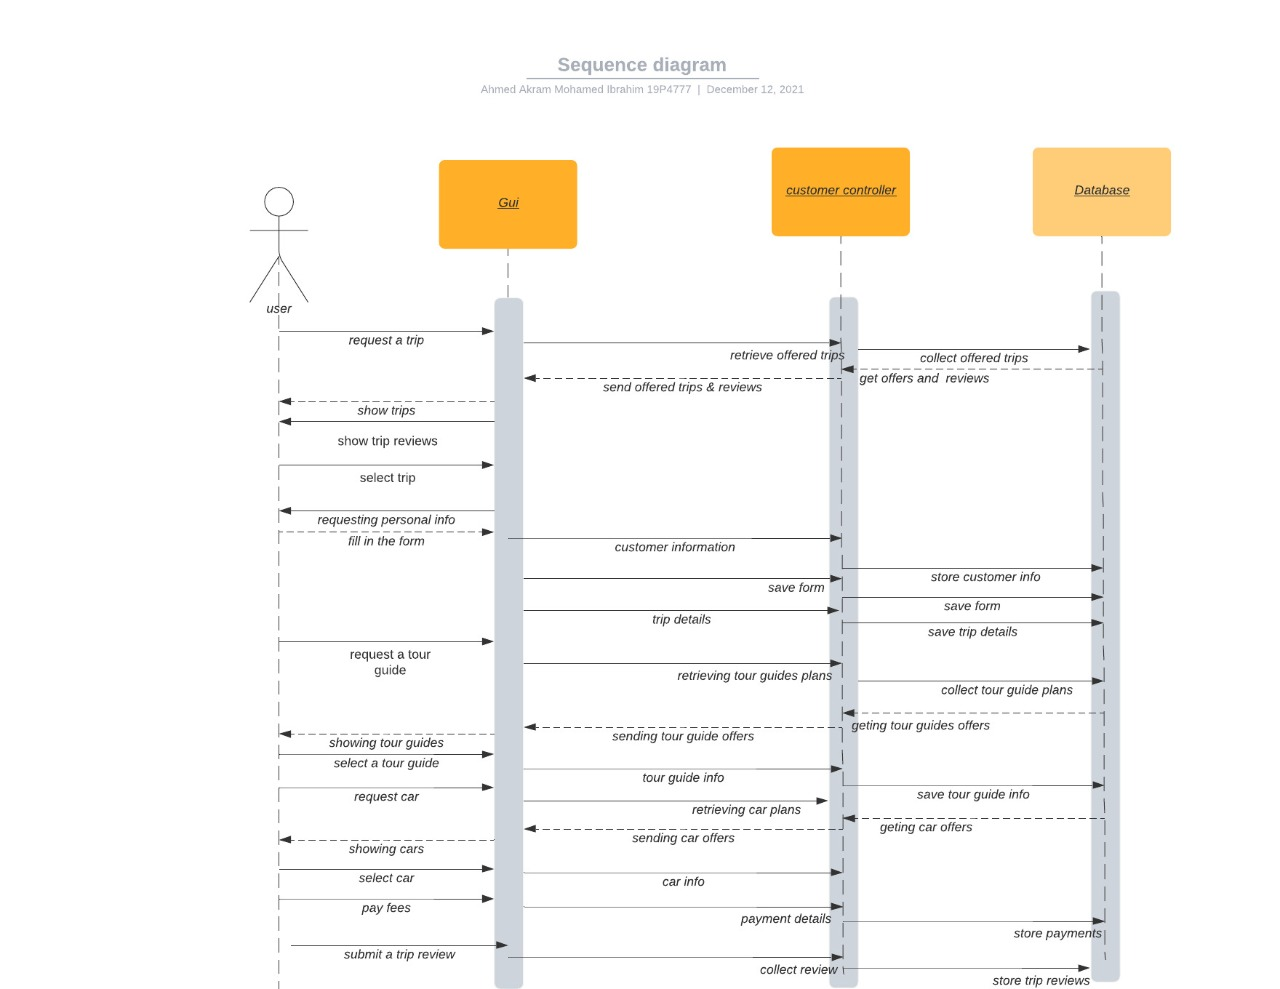 Sequence diagram
Ahmed Akram Mohamed Ibrahim 19P4777 | December 12, 2021
Gui
customer controller
Database
user
request a trip
retrieve offered trips
collect offered trips
get offers and reviews
send offered trips & reviews
show trips
show trip reviews
select trip
requesting personal info
fill in the form
customer information
store customer info
save form
save form
trip details
save trip details
request a tour
guide
retrieving tour guides plans
collect tour guide plans
geting tour guides offers
sending tour guide offers
showing tour guides
select a tour guide
tour guide info
request car
save tour guide info
retrieving car plans
geting car offers
sending car offers
showing cars
select car
car info
pay fees
payment details
store payments
submit a trip review
collect review
store trip reviews